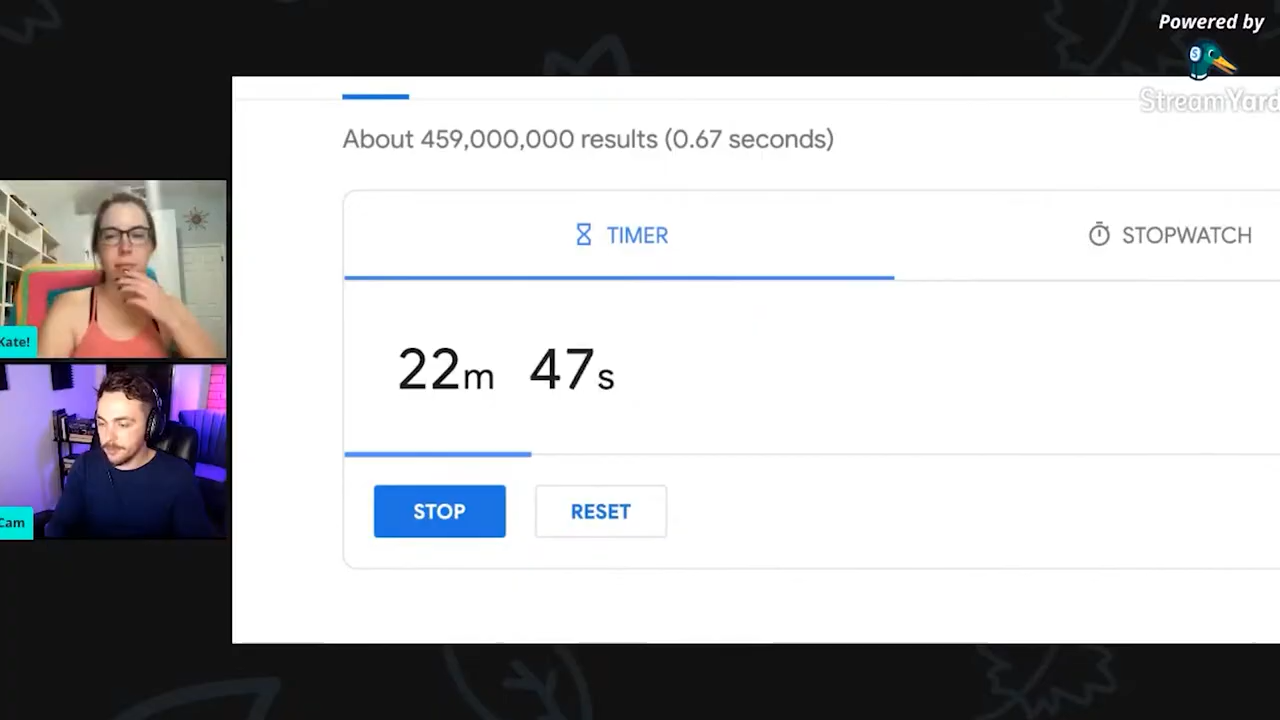 Powered by
StreamYard
About 459,000,000 results (0.67 seconds)
TIMER
STOPWATCH
22m 47s
STOP
RESET
Kate!
Cam